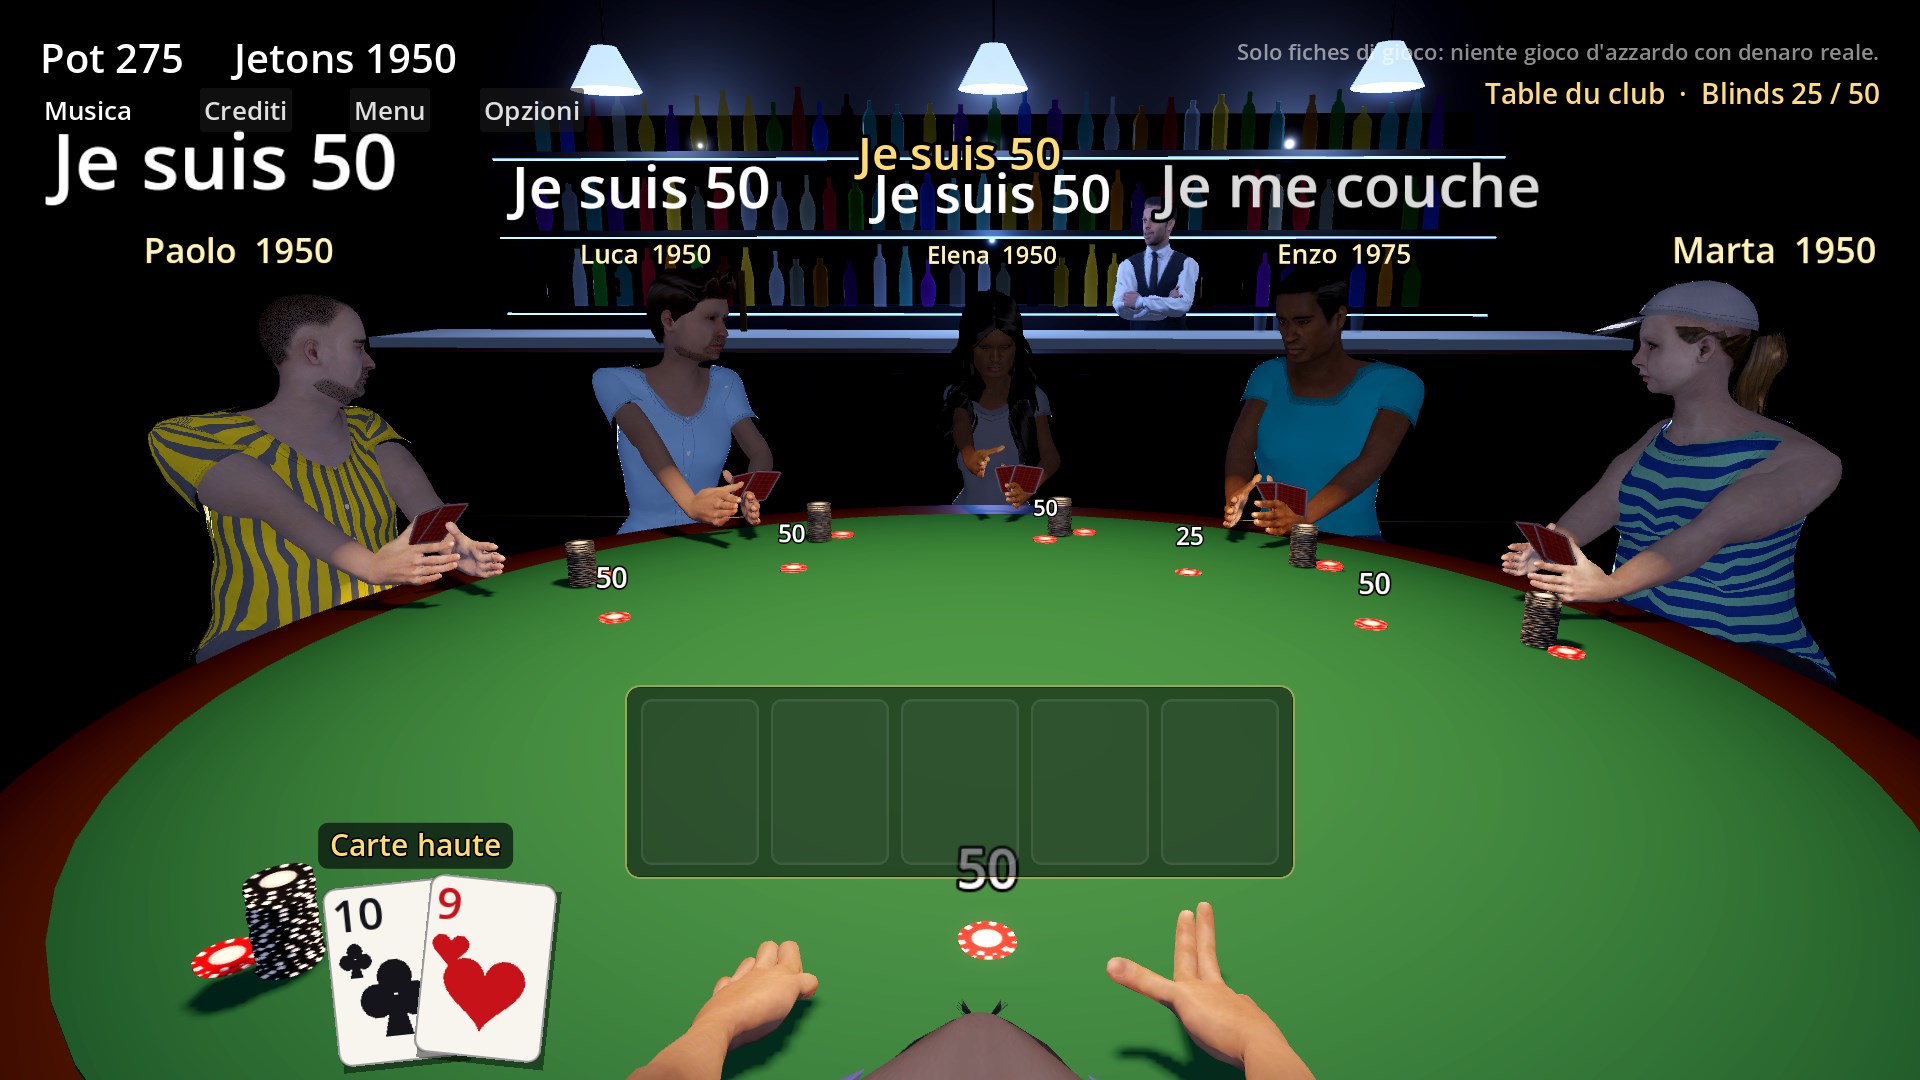 Pot 275 Jetons 1950
Solo fiches di gioco: niente gioco d'azzardo con denaro reale.
Musica Crediti Menu Opzioni
Table du club · Blinds 25 / 50
Je suis 50
Je suis 50
Je suis 50
Je suis 50
Je me couche
Paolo 1950
Luca 1950
Elena 1950
Enzo 1975
Marta 1950
50
50
50
25
50
Carte haute
50
10
9